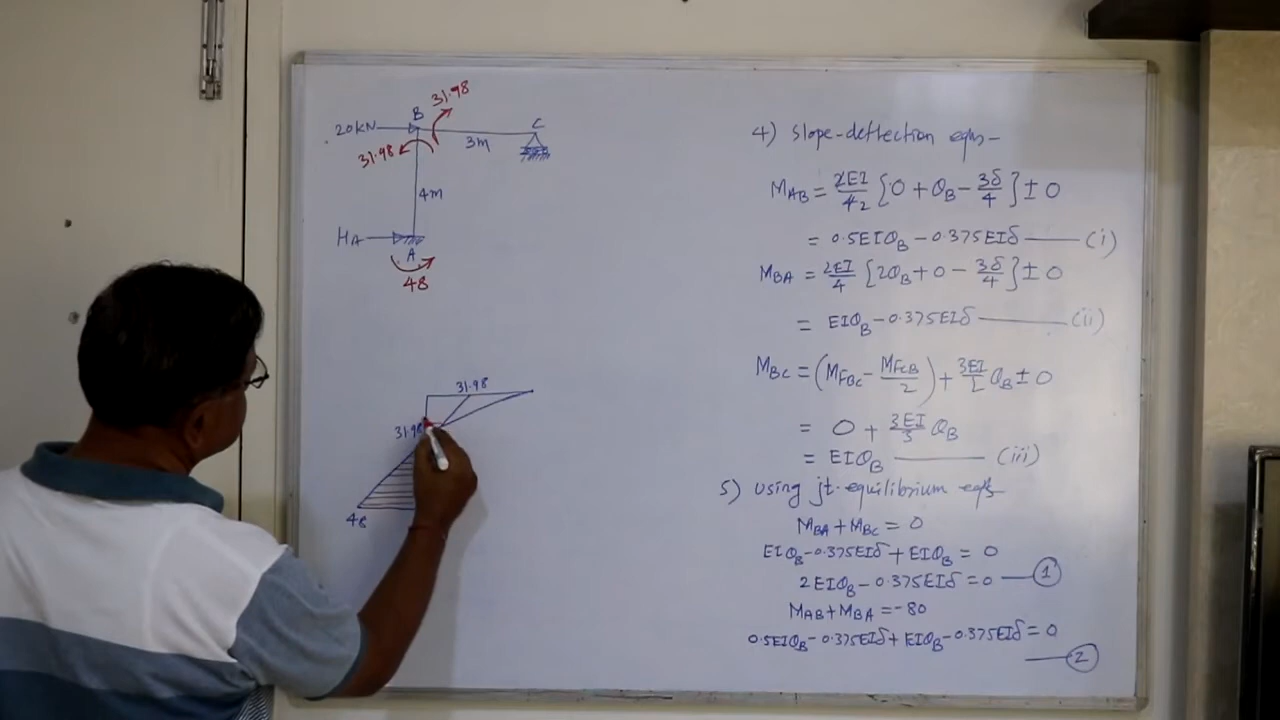 31.98
B
20kN
C
31.98
3m
4m
HA
A
48
31.98
31.98
48
4) slope-deflection eqns-
MAB = 2EI/4 2 {0 + θB - 3δ/4} ± 0
= 0.5EIθB - 0.375EIδ —— (i)
MBA = 2EI/4 [2θB + 0 - 3δ/4] ± 0
= EIθB - 0.375EIδ —— (ii)
MBC = (MFBC - MFCB/2) + 3EI/L θB ± 0
= 0 + 3EI/3 θB
= EIθB —— (iii)
5) using jt. equilibrium eqs
MBA + MBC = 0
EIθB - 0.375EIδ + EIθB = 0
2EIθB - 0.375EIδ = 0 — 1
MAB + MBA = -80
0.5EIθB - 0.375EIδ + EIθB - 0.375EIδ = 0
— 2